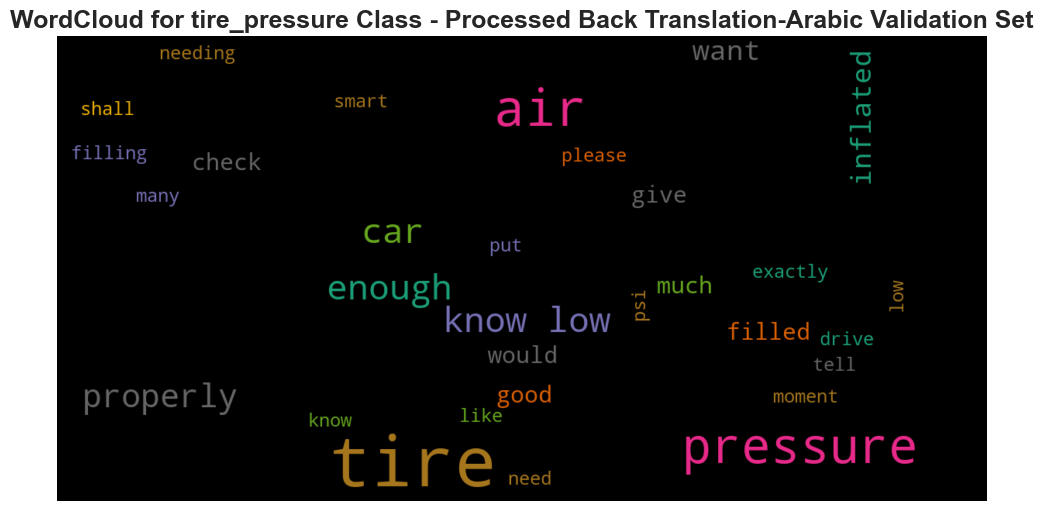 WordCloud for tire_pressure Class - Processed Back Translation-Arabic Validation Set
needing
want
inflated
shall
smart
air
filling
check
please
many
give
car
put
exactly
enough
much
psi
low
know low
filled
drive
would
tell
properly
good
moment
know
like
tire
pressure
need